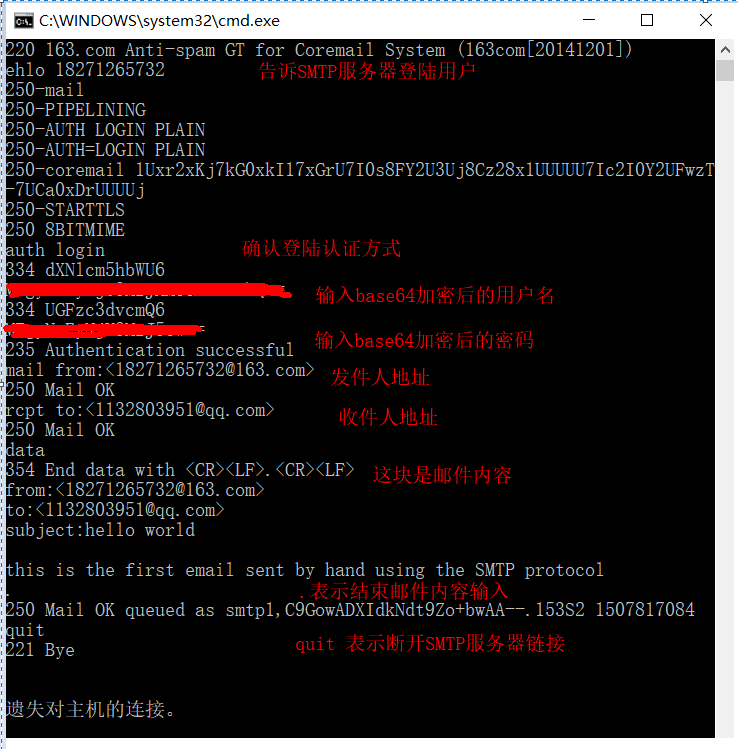 C:\WINDOWS\system32\cmd.exe
220 163.com Anti-spam GT for Coremail System (163com[20141201])
ehlo 18271265732 告诉SMTP服务器登陆用户
250-mail
250-PIPELINING
250-AUTH LOGIN PLAIN
250-AUTH=LOGIN PLAIN
250-coremail 1Uxr2xKj7kG0xkI17xGrU7I0s8FY2U3Uj8Cz28x1UUUUU7Ic2I0Y2UFwzT
-7UCa0xDrUUUUj
250-STARTTLS
250 8BITMIME
auth login 确认登陆认证方式
334 dXNlcm5hbWU6
输入base64加密后的用户名
334 UGFzc3dvcmQ6
输入base64加密后的密码
235 Authentication successful
mail from:<18271265732@163.com> 发件人地址
250 Mail OK
rcpt to:<1132803951@qq.com> 收件人地址
250 Mail OK
data
354 End data with <CR><LF>.<CR><LF> 这块是邮件内容
from:<18271265732@163.com>
to:<1132803951@qq.com>
subject:hello world
this is the first email sent by hand using the SMTP protocol
. .表示结束邮件内容输入
250 Mail OK queued as smtp1,C9GowADXIdkNdt9Zo+bwAA--.153S2 1507817084
quit quit 表示断开SMTP服务器链接
221 Bye
遗失对主机的连接。